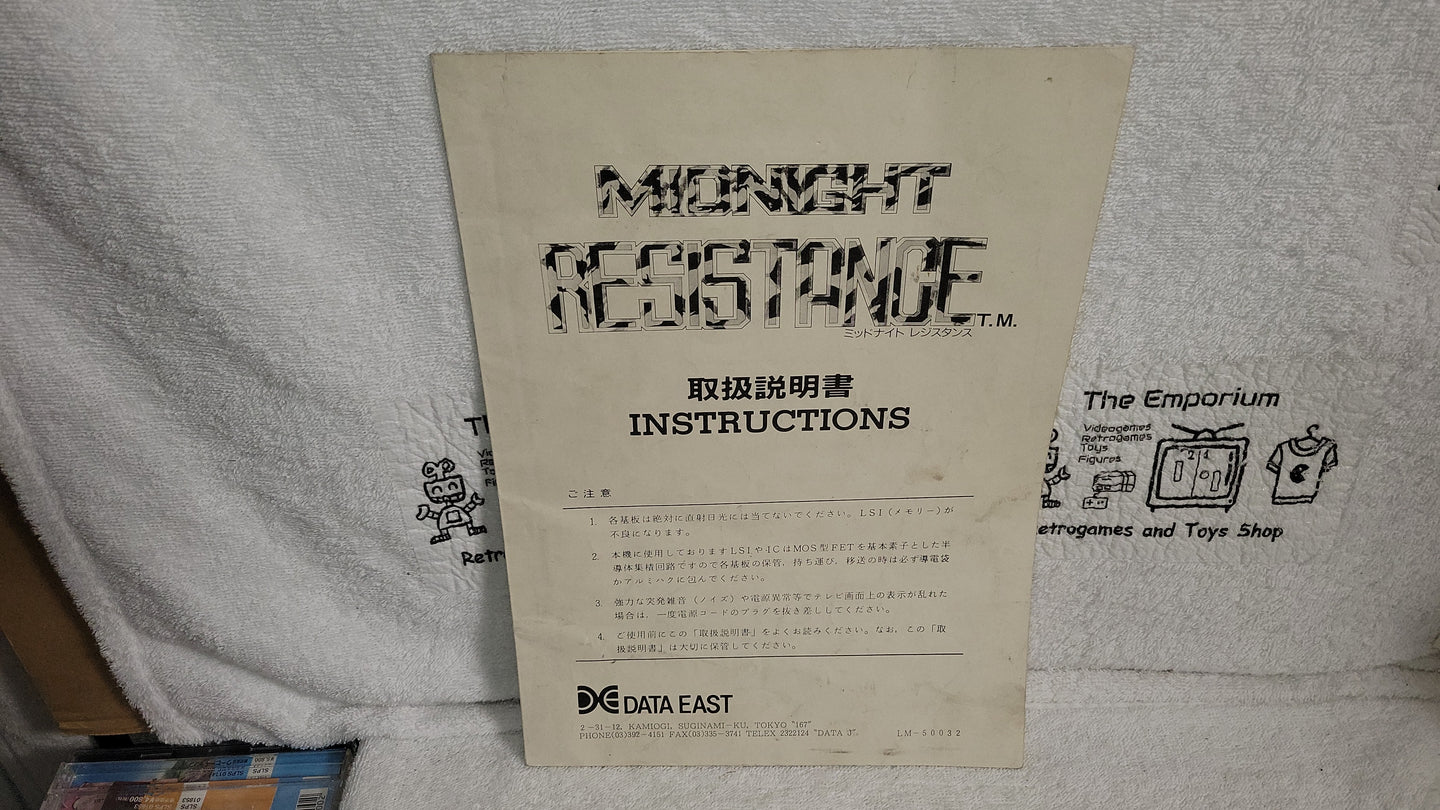 MIDNIGHT
RESISTANCE T.M.
ミッドナイト レジスタンス
取扱説明書
INSTRUCTIONS
ご注意
1. 各基板は絶対に直射日光には当てないでください。LSI（メモリー）が
不良になります。
2. 本機に使用しておりますLSIやICはMOS型FETを基本素子とした半
導体集積回路ですので各基板の保管，持ち運び，移送の時は必ず導電袋
かアルミハクに包んでください。
3. 強力な突発雑音（ノイズ）や電源異常等でテレビ画面上の表示が乱れた
場合は，一度電源コードのプラグを抜き差ししてください。
4. ご使用前にこの「取扱説明書」をよくお読みください。なお，この「取
扱説明書」は大切に保管してください。
DE DATA EAST
2-31-12, KAMIOGI, SUGINAMI-KU, TOKYO "167"
PHONE(03)392-4151 FAX(03)335-3741 TELEX 2322124 "DATA J"
LM-50032
The Emporium
Videogames
Retrogames
Toys
Figures
etrogames and Toys Shop
Th
Retr
SLPS
01853
SLPS
¥5,800